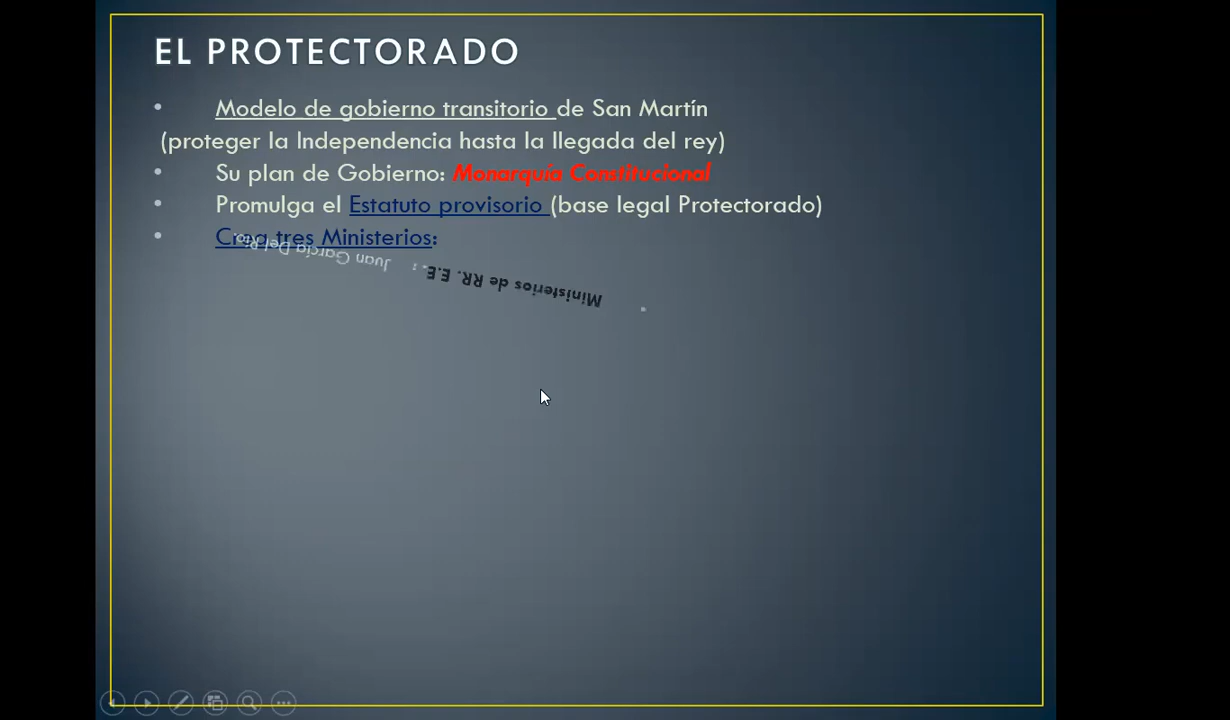 EL PROTECTORADO
• Modelo de gobierno transitorio de San Martín
(proteger la Independencia hasta la llegada del rey)
• Su plan de Gobierno: Monarquía Constitucional
• Promulga el Estatuto provisorio (base legal Protectorado)
• Crea tres Ministerios:
• Ministerios de RR. E.E. : Juan García Del Río.